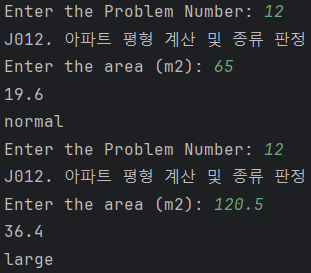 Enter the Problem Number: 12
J012. 아파트 평형 계산 및 종류 판정
Enter the area (m2): 65
19.6
normal
Enter the Problem Number: 12
J012. 아파트 평형 계산 및 종류 판정
Enter the area (m2): 120.5
36.4
large